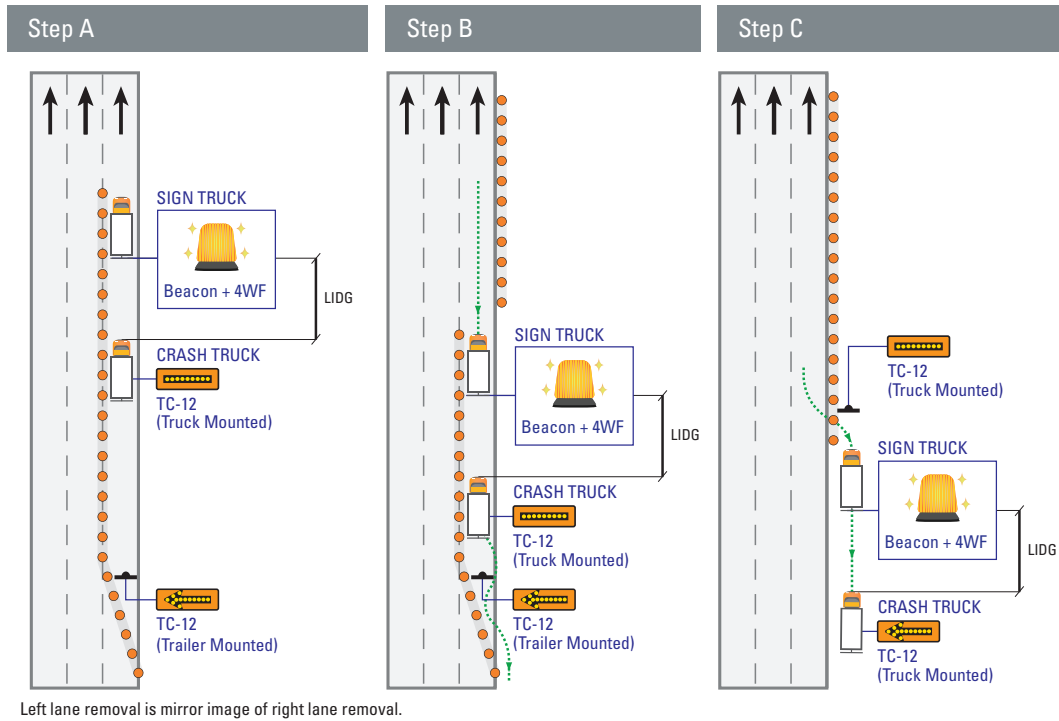 Step A
SIGN TRUCK
Beacon + 4WF
LIDG
CRASH TRUCK
TC-12
(Truck Mounted)
TC-12
(Trailer Mounted)
Step B
SIGN TRUCK
Beacon + 4WF
LIDG
CRASH TRUCK
TC-12
(Truck Mounted)
TC-12
(Trailer Mounted)
Step C
TC-12
(Truck Mounted)
SIGN TRUCK
Beacon + 4WF
LIDG
CRASH TRUCK
TC-12
(Truck Mounted)
Left lane removal is mirror image of right lane removal.